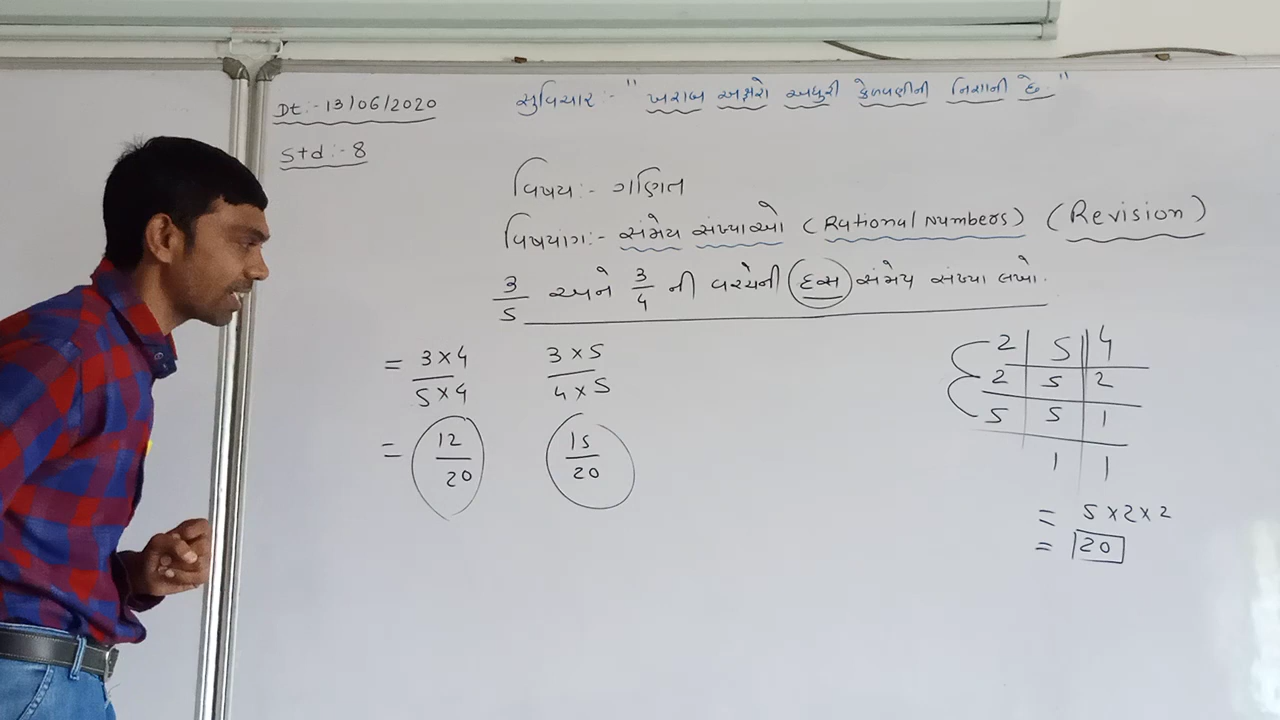 Dt:- 13/06/2020
સુવિચાર:- " ખરાબ અક્ષરો અધુરી કેળવણીની નિશાની છે "
Std:- 8
વિષય:- ગણિત
વિષયાંગ:- સંમેય સંખ્યાઓ (Rational Numbers) (Revision)
3/5 અને 3/4 ની વચ્ચેની દસ સંમેય સંખ્યા લખો.
= 3×4/5×4 3×5/4×5
= 12/20 15/20
2 5 4
2 5 2
5 5 1
1 1
= 5×2×2
= 20